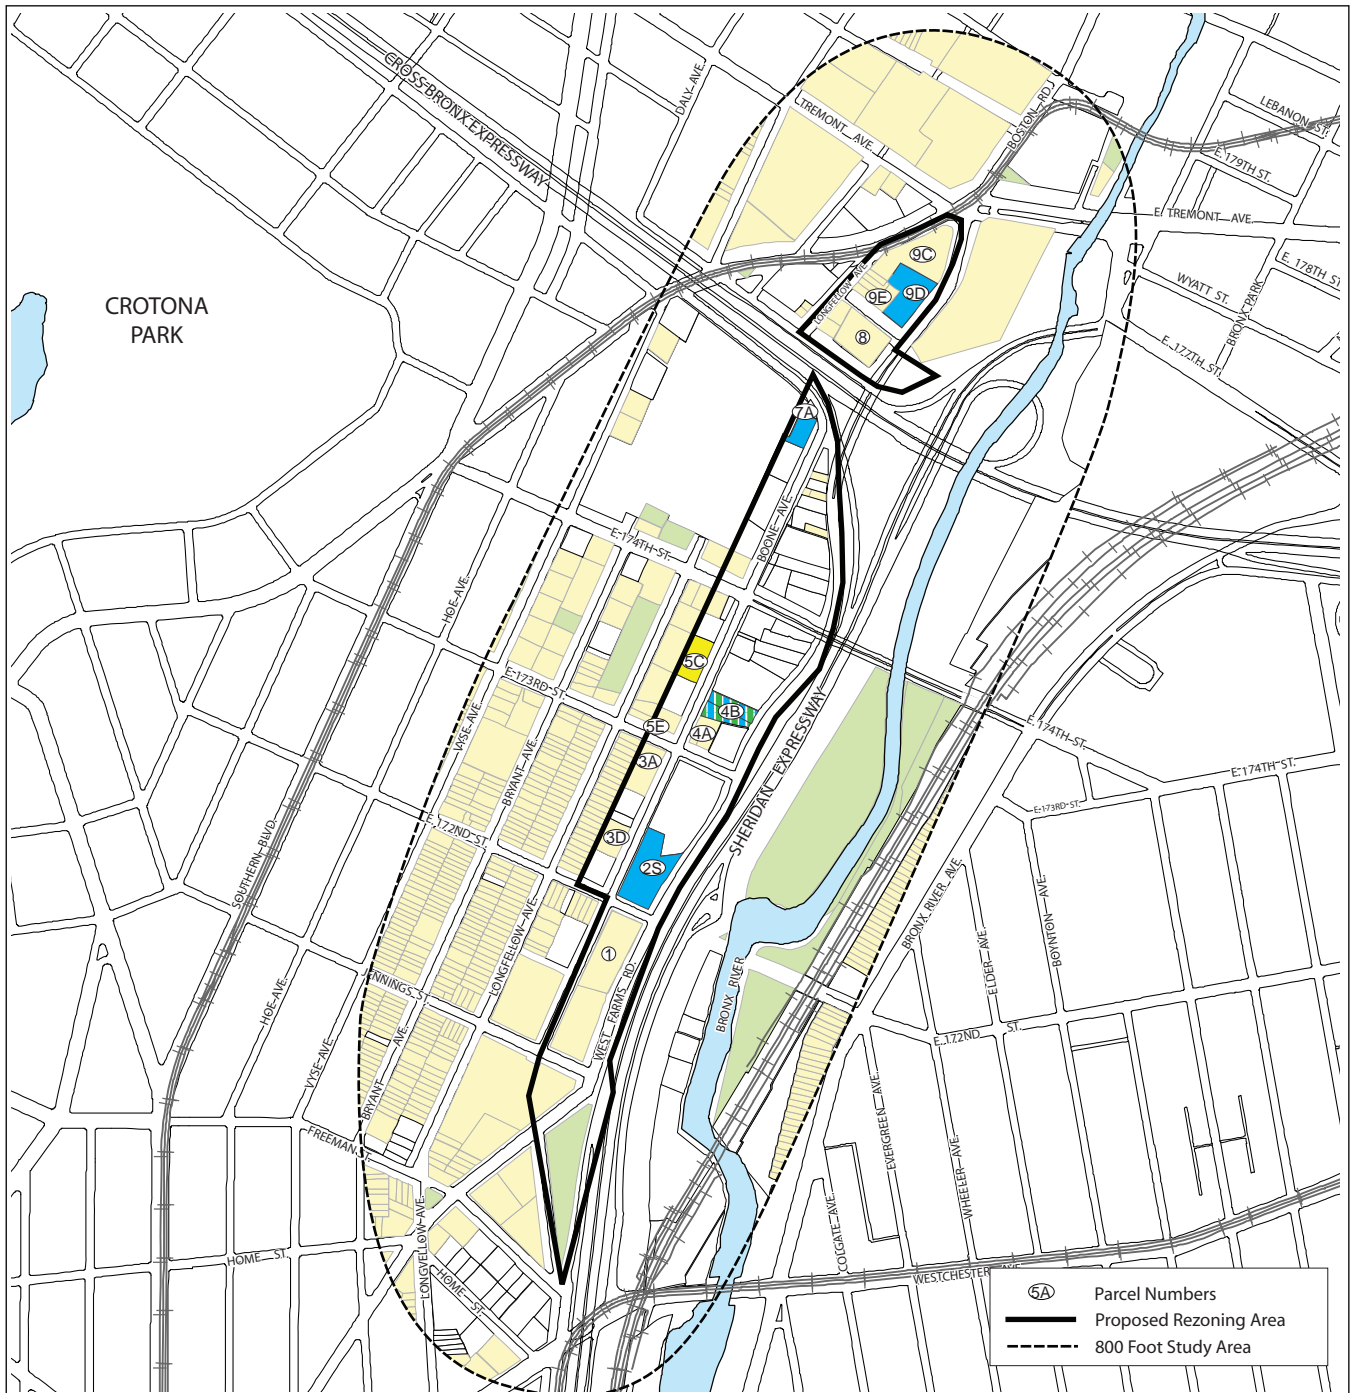 CROSS BRONX EXPRESSWAY
DALY AVE.
TREMONT AVE.
BOSTON RD.
LEBANON ST.
E. 179TH ST.
E. TREMONT AVE.
E. 178TH ST.
WYATT ST.
BRONX PARK
E. 177TH ST.
CROTONA
PARK
LONGFELLOW AVE.
9C
9E
9D
8
7A
BOONE AVE.
E. 174TH ST.
HOE AVE.
E. 173RD ST.
5C
4B
5E
4A
3A
VYSE AVE.
BRYANT AVE.
E. 172ND ST.
3D
2S
SHERIDAN EXPRESSWAY
E. 174TH ST.
E. 174TH ST.
E. 173RD ST.
SOUTHERN BLVD.
BRONX RIVER AVE.
ELDER AVE.
BOYNTON AVE.
LONGFELLOW AVE.
1
WEST FARMS RD.
BRONX RIVER
HOE AVE.
JENNINGS ST.
VYSE AVE.
BRYANT AVE.
E. 172ND ST.
FREEMAN ST.
EVERGREEN AVE.
WHEELER AVE.
COLGATE AVE.
LONGVELLOW AVE.
HOME ST.
HOME ST.
WESTCHESTER AVE.
5A Parcel Numbers
Proposed Rezoning Area
800 Foot Study Area